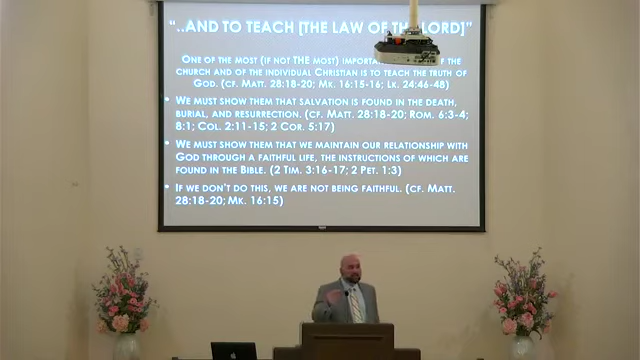 “..AND TO TEACH [THE LAW OF THE LORD]”
ONE OF THE MOST (IF NOT THE MOST) IMPORTA OF THE
CHURCH AND OF THE INDIVIDUAL CHRISTIAN IS TO TEACH THE TRUTH OF
GOD. (CF. MATT. 28:18-20; MK. 16:15-16; LK. 24:46-48)
• WE MUST SHOW THEM THAT SALVATION IS FOUND IN THE DEATH,
BURIAL, AND RESURRECTION. (CF. MATT. 28:18-20; ROM. 6:3-4;
8:1; COL. 2:11-15; 2 COR. 5:17)
• WE MUST SHOW THEM THAT WE MAINTAIN OUR RELATIONSHIP WITH
GOD THROUGH A FAITHFUL LIFE, THE INSTRUCTIONS OF WHICH ARE
FOUND IN THE BIBLE. (2 TIM. 3:16-17; 2 PET. 1:3)
• IF WE DON'T DO THIS, WE ARE NOT BEING FAITHFUL. (CF. MATT.
28:18-20; MK. 16:15)